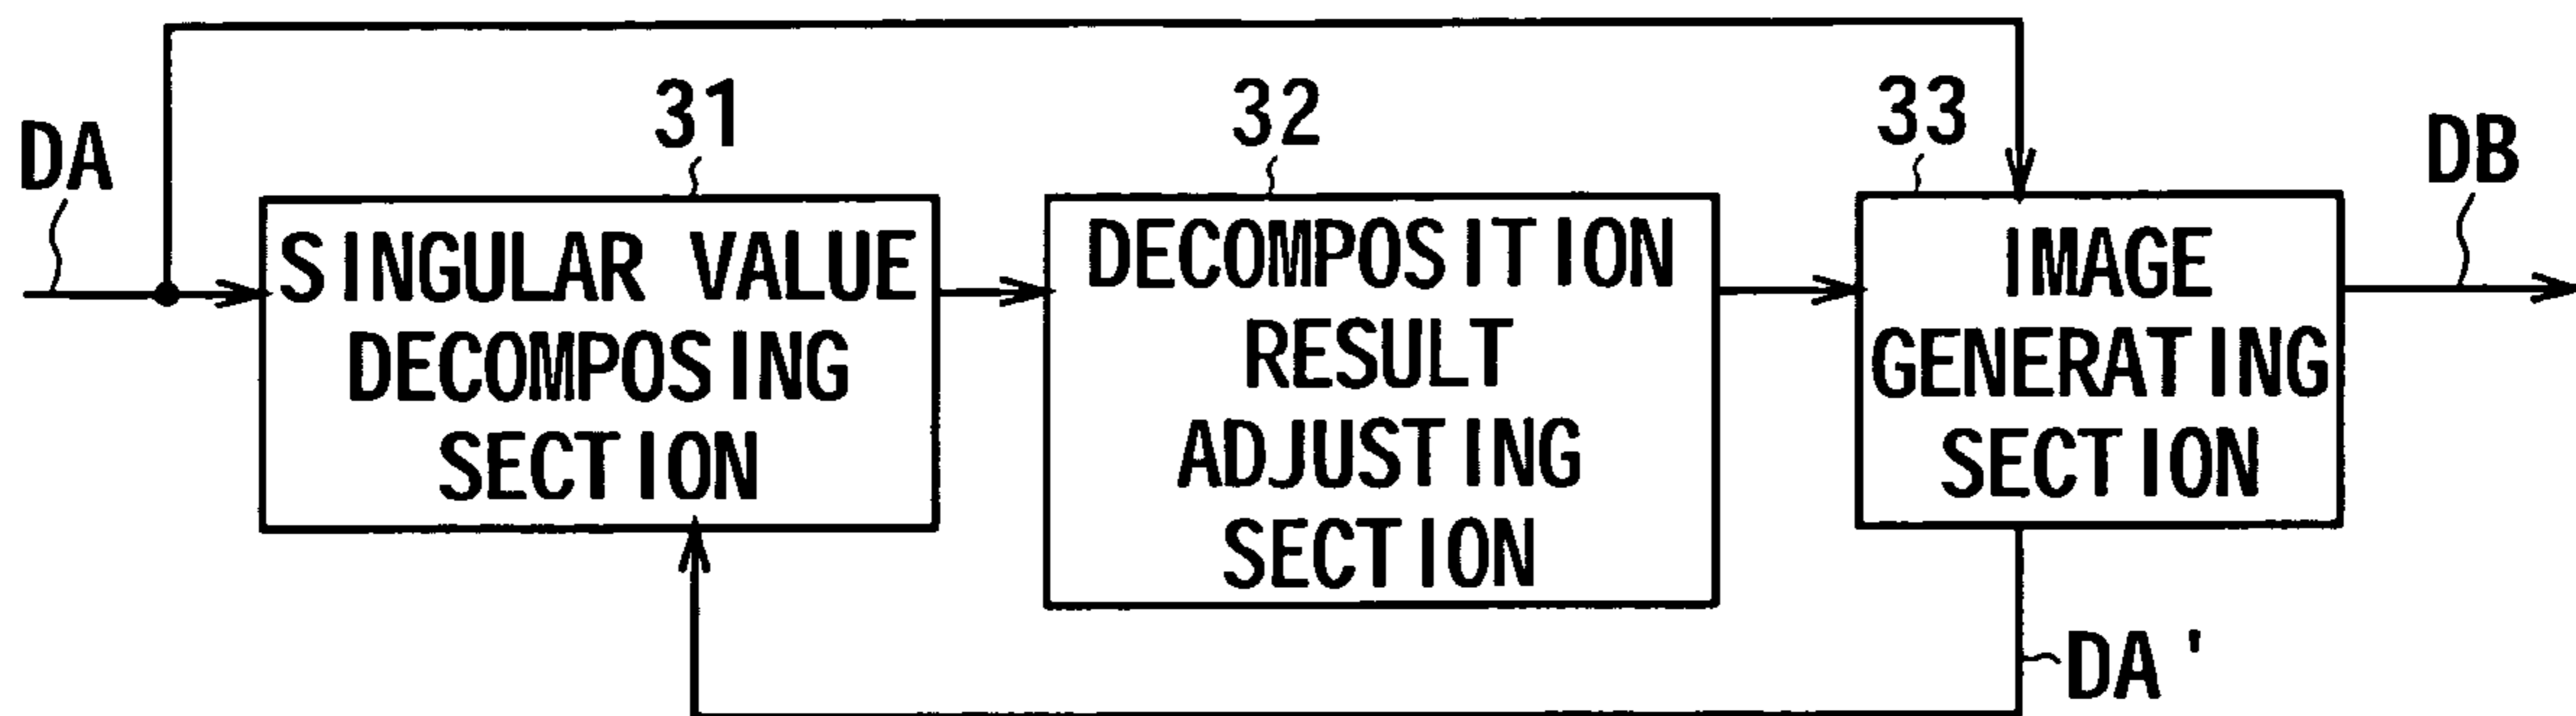 DA
31
SINGULAR VALUE
DECOMPOSING
SECTION
32
DECOMPOSITION
RESULT
ADJUSTING
SECTION
33
IMAGE
GENERATING
SECTION
DB
DA'